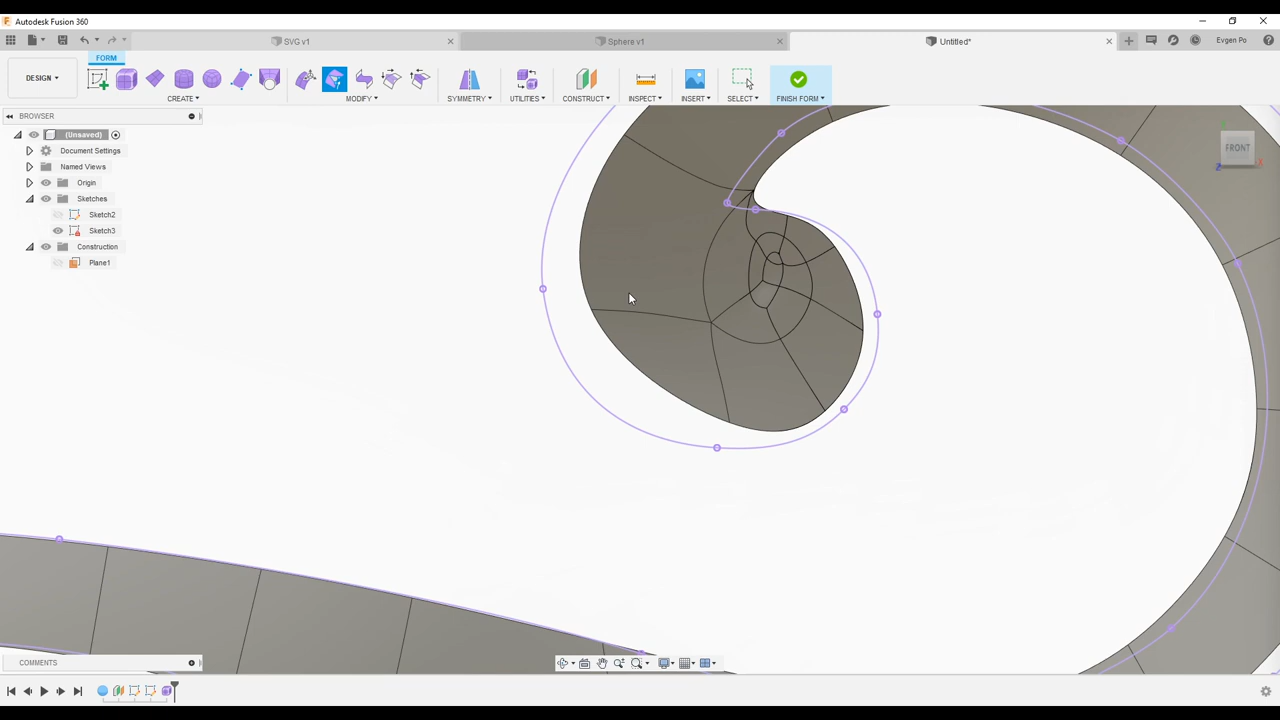 Autodesk Fusion 360
SVG v1
Sphere v1
Untitled*
Evgen Po
FORM
DESIGN
CREATE
MODIFY
SYMMETRY
UTILITIES
CONSTRUCT
INSPECT
INSERT
SELECT
FINISH FORM
BROWSER
(Unsaved)
Document Settings
Named Views
Origin
Sketches
Sketch2
Sketch3
Construction
Plane1
FRONT
Z
X
COMMENTS